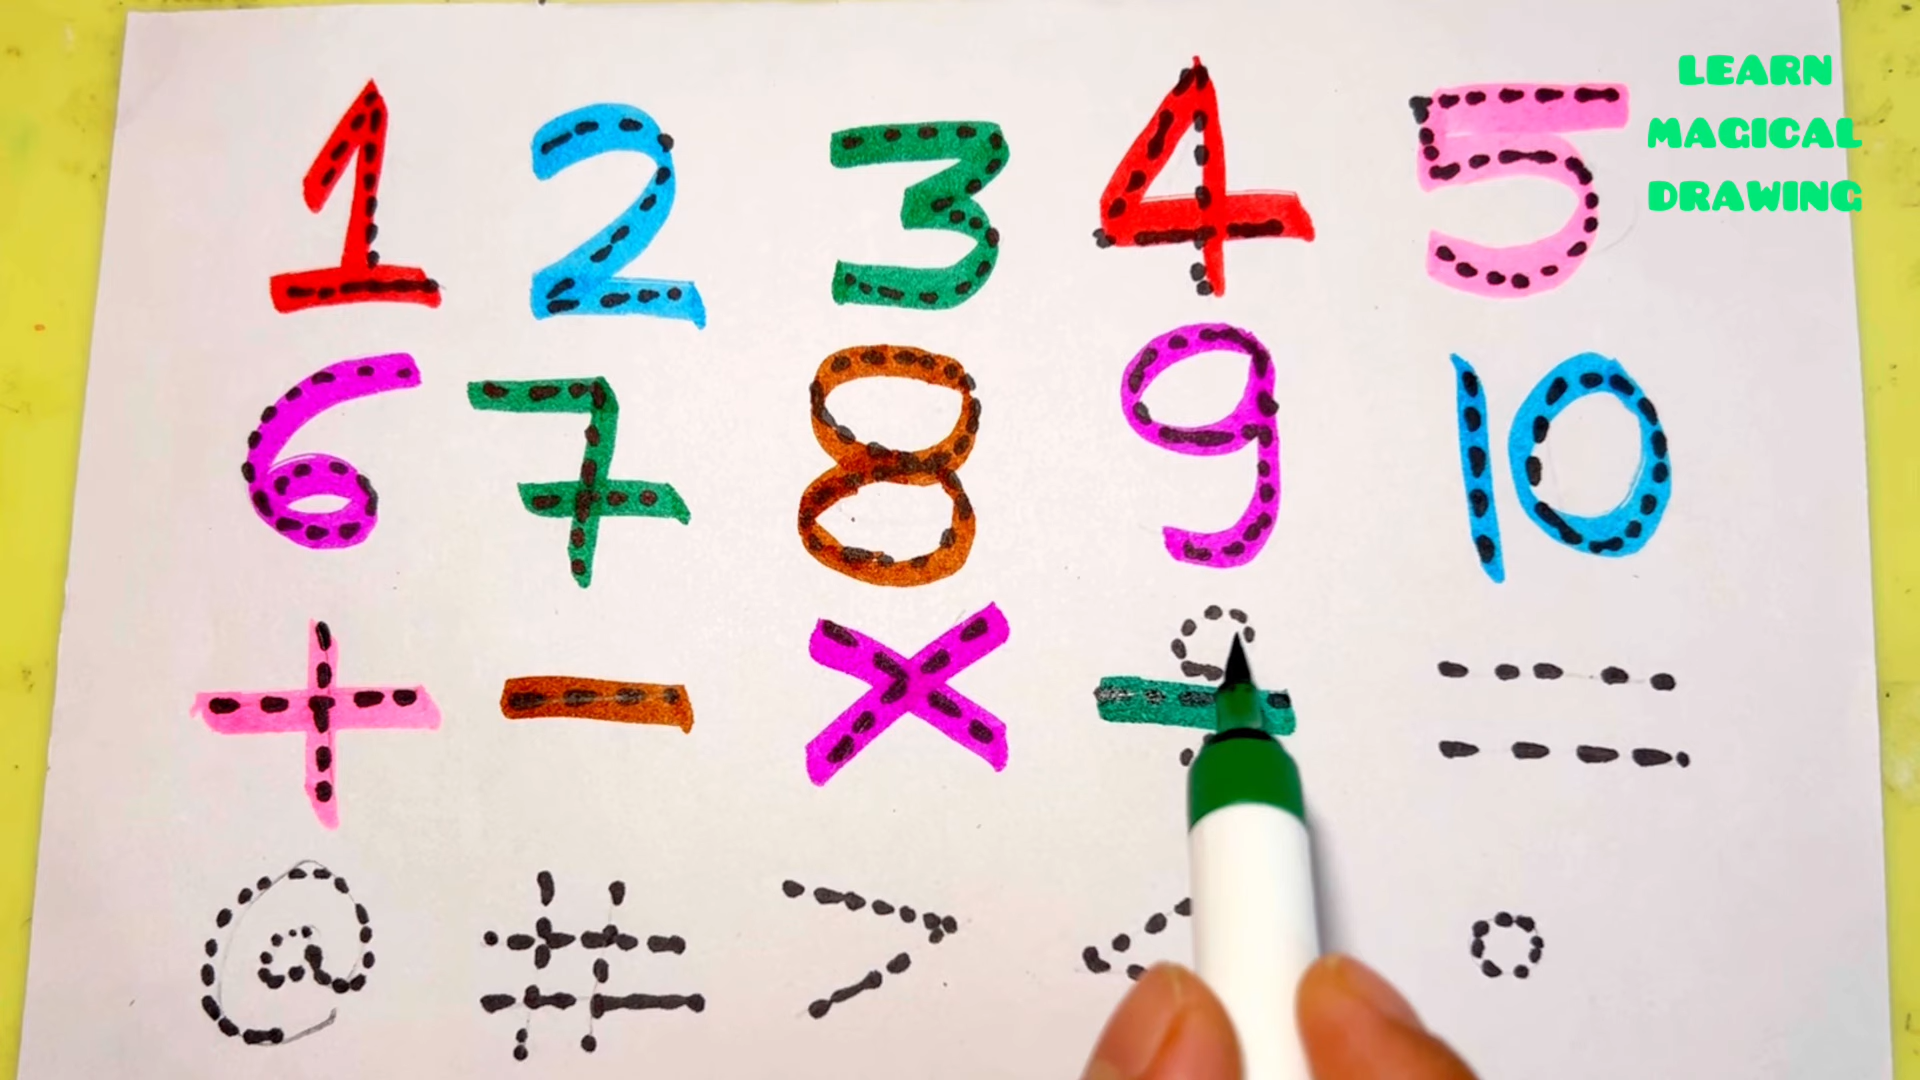 LEARN
MAGICAL
DRAWING
1 2 3 4 5
6 7 8 9 10
+ − × ÷ =
@ # > < °